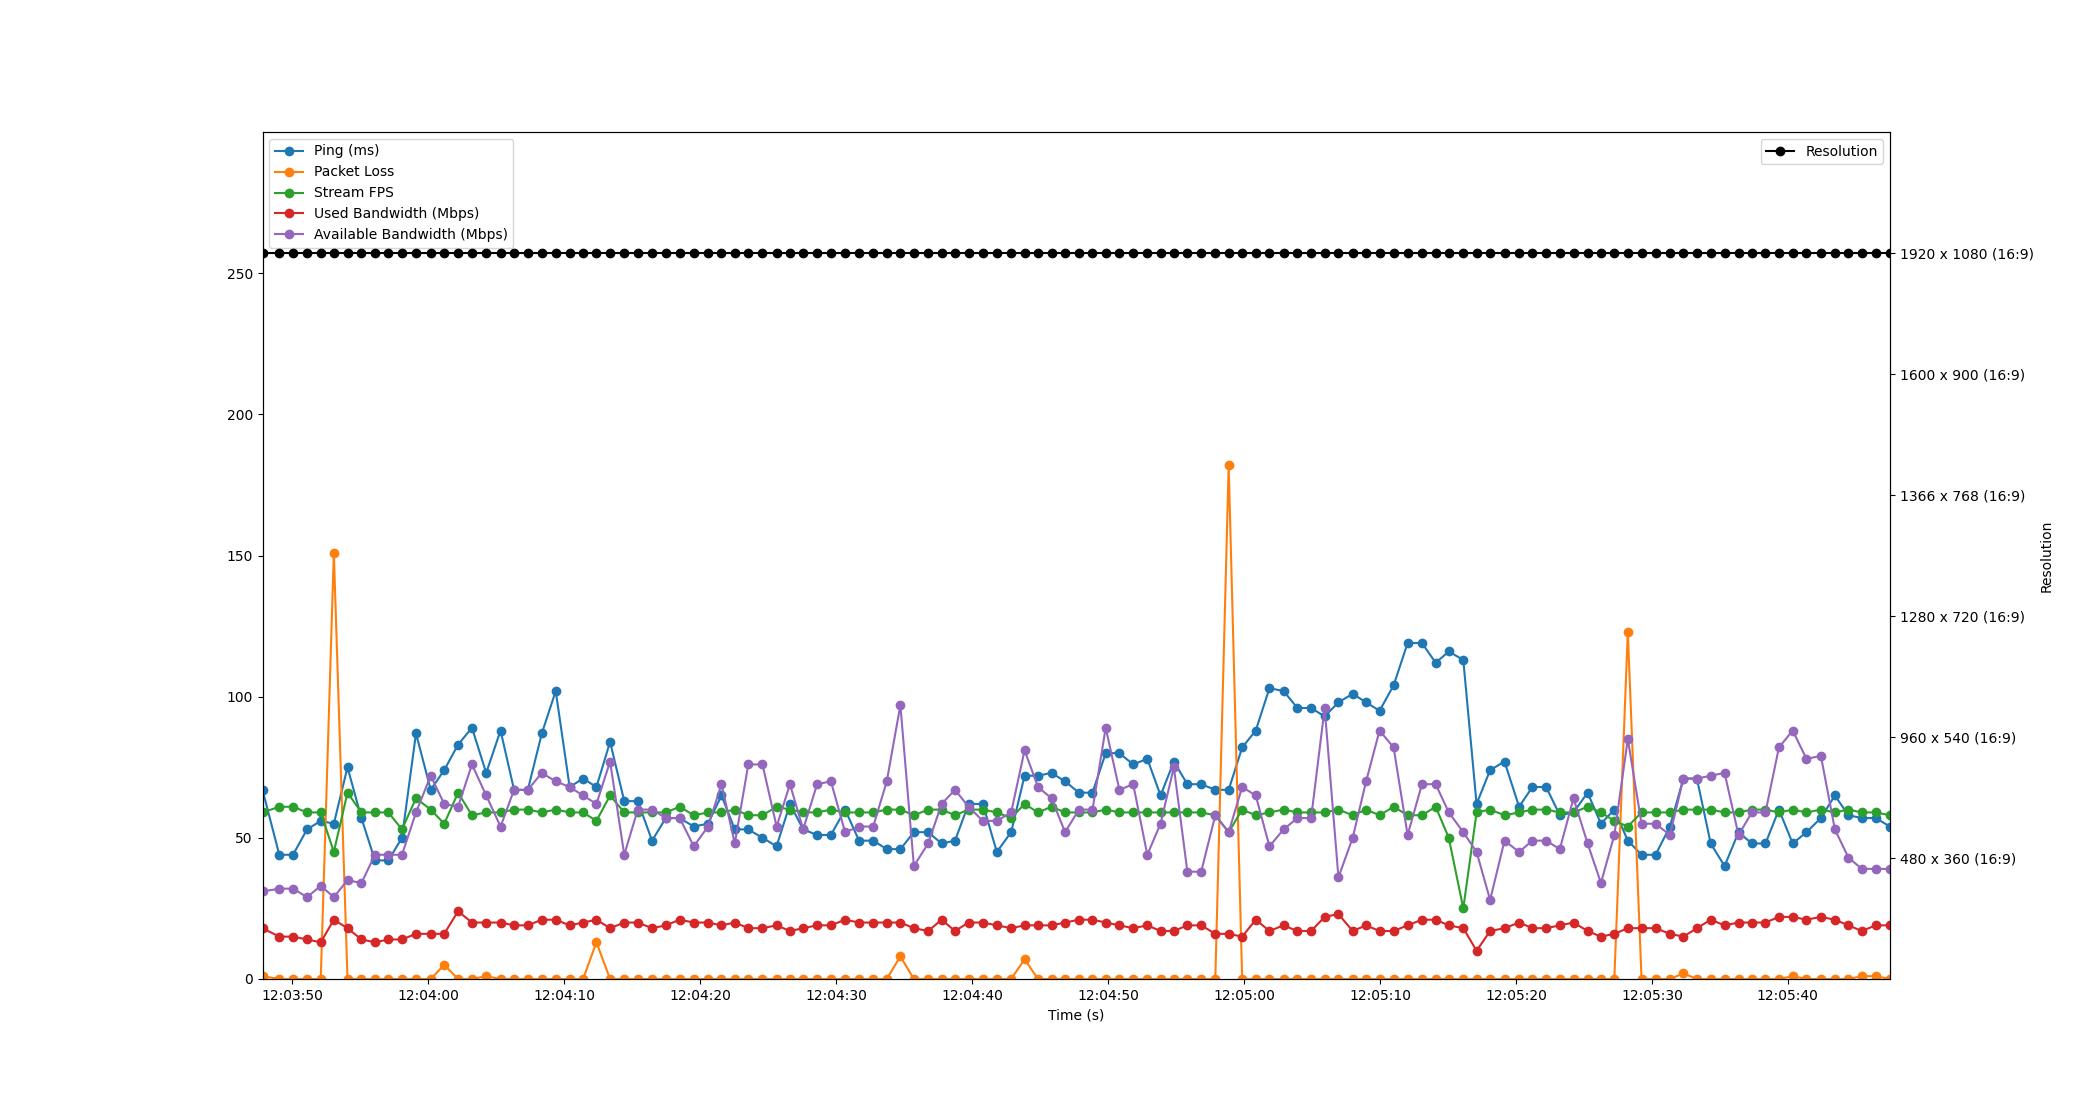 Ping (ms)
Packet Loss
Stream FPS
Used Bandwidth (Mbps)
Available Bandwidth (Mbps)
Resolution
250
200
150
100
50
0
1920 x 1080 (16:9)
1600 x 900 (16:9)
1366 x 768 (16:9)
1280 x 720 (16:9)
960 x 540 (16:9)
480 x 360 (16:9)
Resolution
12:03:50 12:04:00 12:04:10 12:04:20 12:04:30 12:04:40 12:04:50 12:05:00 12:05:10 12:05:20 12:05:30 12:05:40
Time (s)